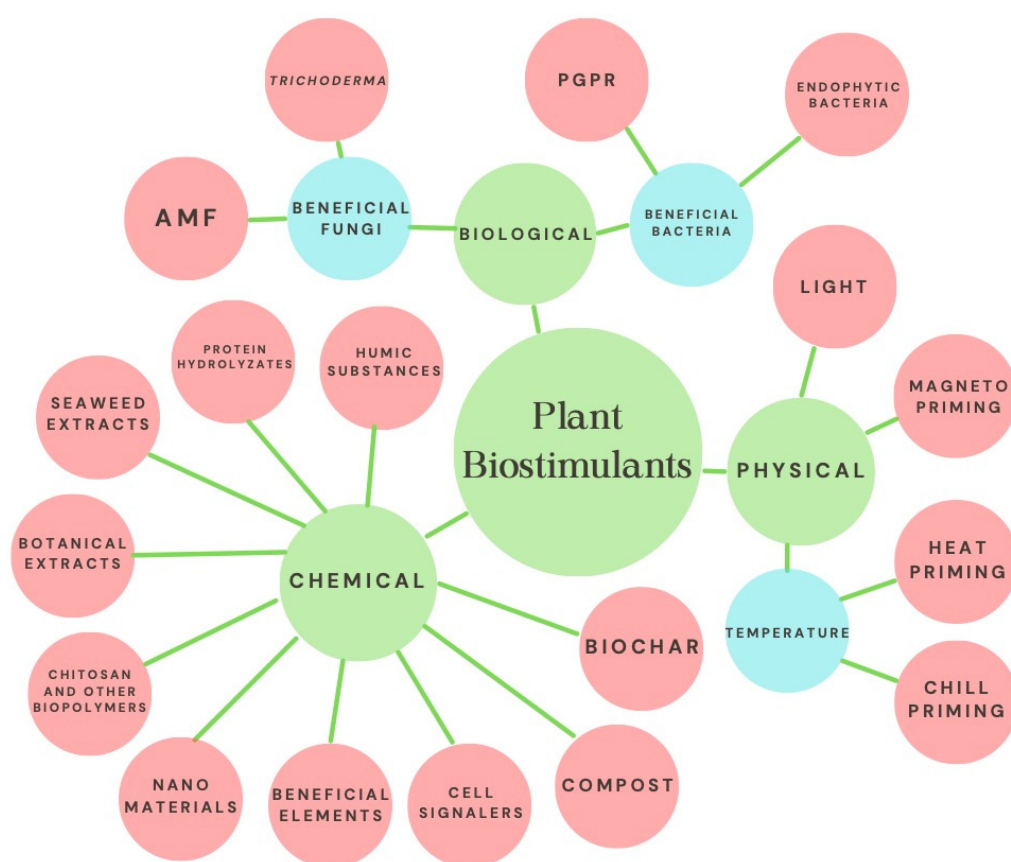 TRICHODERMA
PGPR
ENDOPHYTIC
BACTERIA
AMF
BENEFICIAL
FUNGI
BIOLOGICAL
BENEFICIAL
BACTERIA
LIGHT
PROTEIN
HYDROLYZATES
HUMIC
SUBSTANCES
SEAWEED
EXTRACTS
Plant
Biostimulants
MAGNETO
PRIMING
PHYSICAL
BOTANICAL
EXTRACTS
CHEMICAL
HEAT
PRIMING
TEMPERATURE
BIOCHAR
CHITOSAN
AND OTHER
BIOPOLYMERS
CHILL
PRIMING
NANO
MATERIALS
BENEFICIAL
ELEMENTS
CELL
SIGNALERS
COMPOST